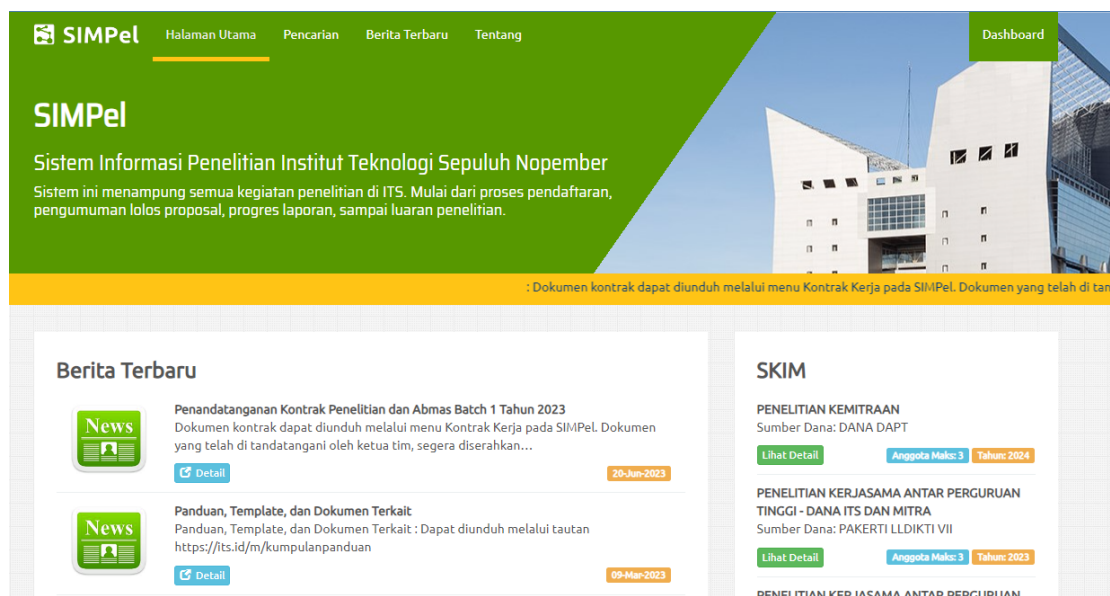 SIMPel Halaman Utama Pencarian Berita Terbaru Tentang Dashboard
SIMPel
Sistem Informasi Penelitian Institut Teknologi Sepuluh Nopember
Sistem ini menampung semua kegiatan penelitian di ITS. Mulai dari proses pendaftaran,
pengumuman lolos proposal, progres laporan, sampai luaran penelitian.
: Dokumen kontrak dapat diunduh melalui menu Kontrak Kerja pada SIMPel. Dokumen yang telah di tan
Berita Terbaru
News
Penandatanganan Kontrak Penelitian dan Abmas Batch 1 Tahun 2023
Dokumen kontrak dapat diunduh melalui menu Kontrak Kerja pada SIMPel. Dokumen
yang telah di tandatangani oleh ketua tim, segera diserahkan...
Detail 20-Jun-2023
News
Panduan, Template, dan Dokumen Terkait
Panduan, Template, dan Dokumen Terkait : Dapat diunduh melalui tautan
https://its.id/m/kumpulanpanduan
Detail 09-Mar-2023
SKIM
PENELITIAN KEMITRAAN
Sumber Dana: DANA DAPT
Lihat Detail Anggota Maks: 3 Tahun: 2024
PENELITIAN KERJASAMA ANTAR PERGURUAN
TINGGI - DANA ITS DAN MITRA
Sumber Dana: PAKERTI LLDIKTI VII
Lihat Detail Anggota Maks: 3 Tahun: 2023
PENELITIAN KERJASAMA ANTAR PERGURUAN